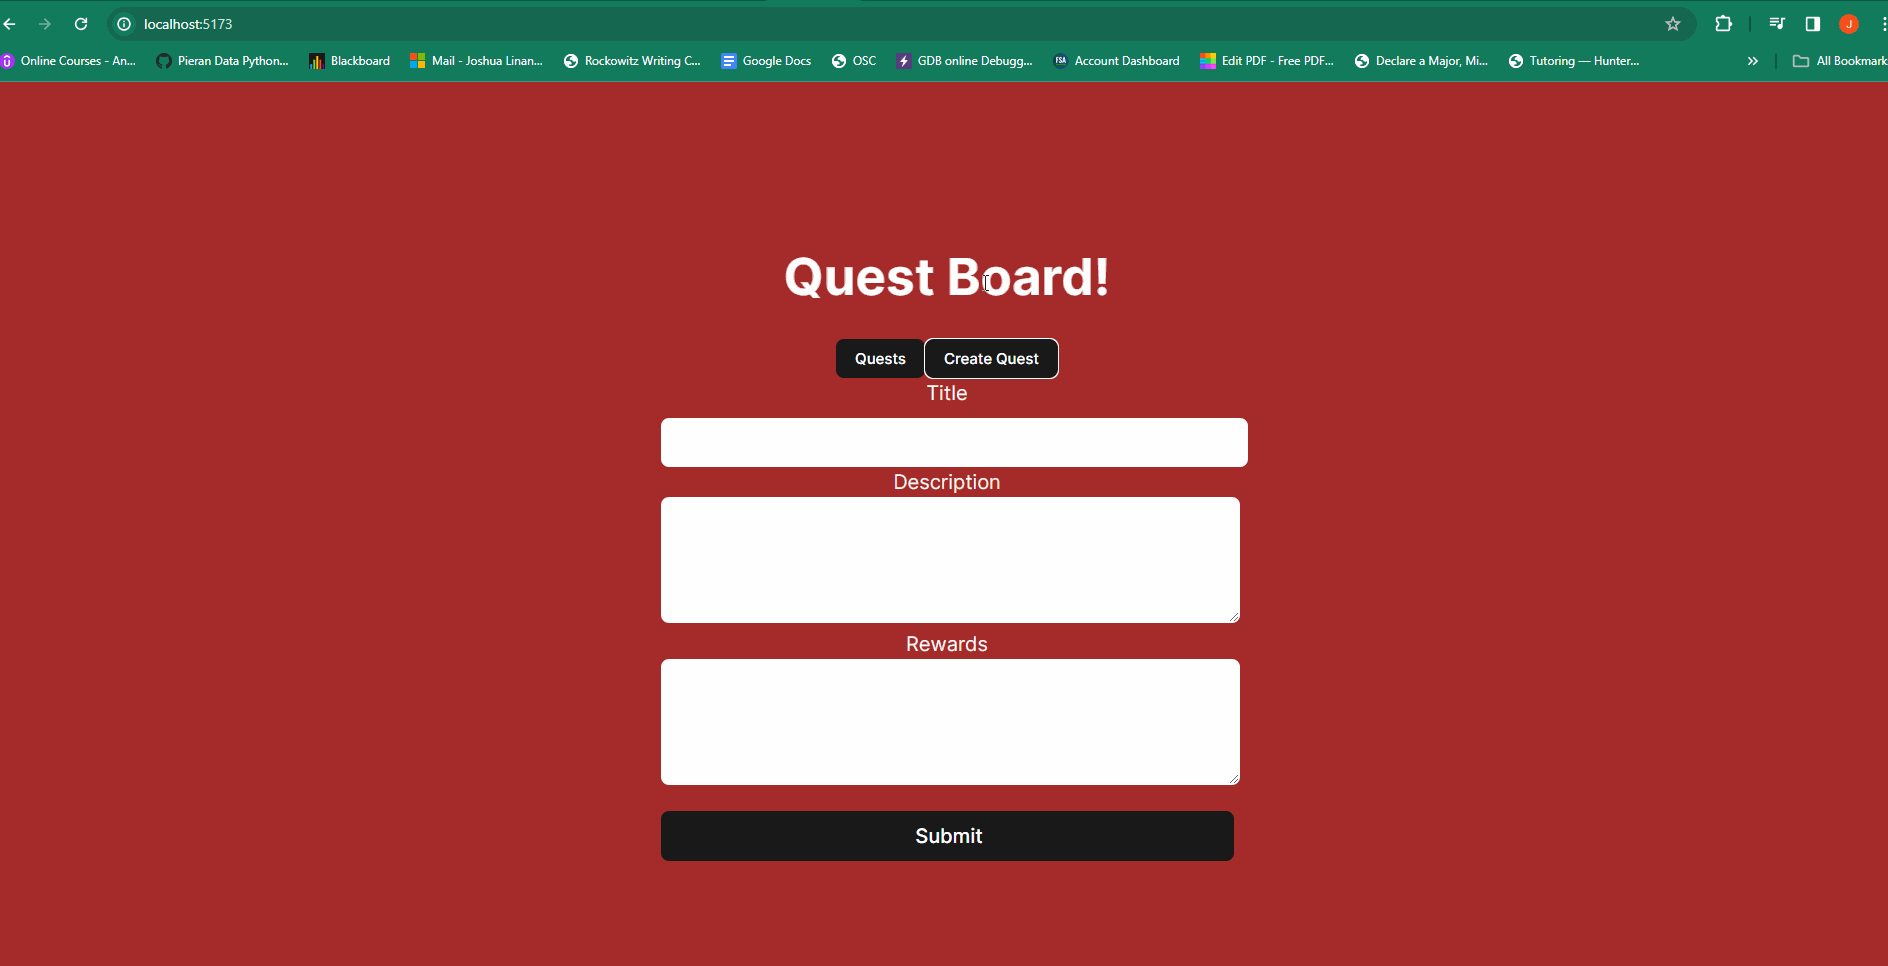 localhost:5173
Online Courses - An... Pieran Data Python... Blackboard Mail - Joshua Linan... Rockowitz Writing C... Google Docs OSC GDB online Debugg... FSA Account Dashboard Edit PDF - Free PDF... Declare a Major, Mi... Tutoring — Hunter... » All Bookmark
Quest Board!
Quests Create Quest
Title
Description
Rewards
Submit